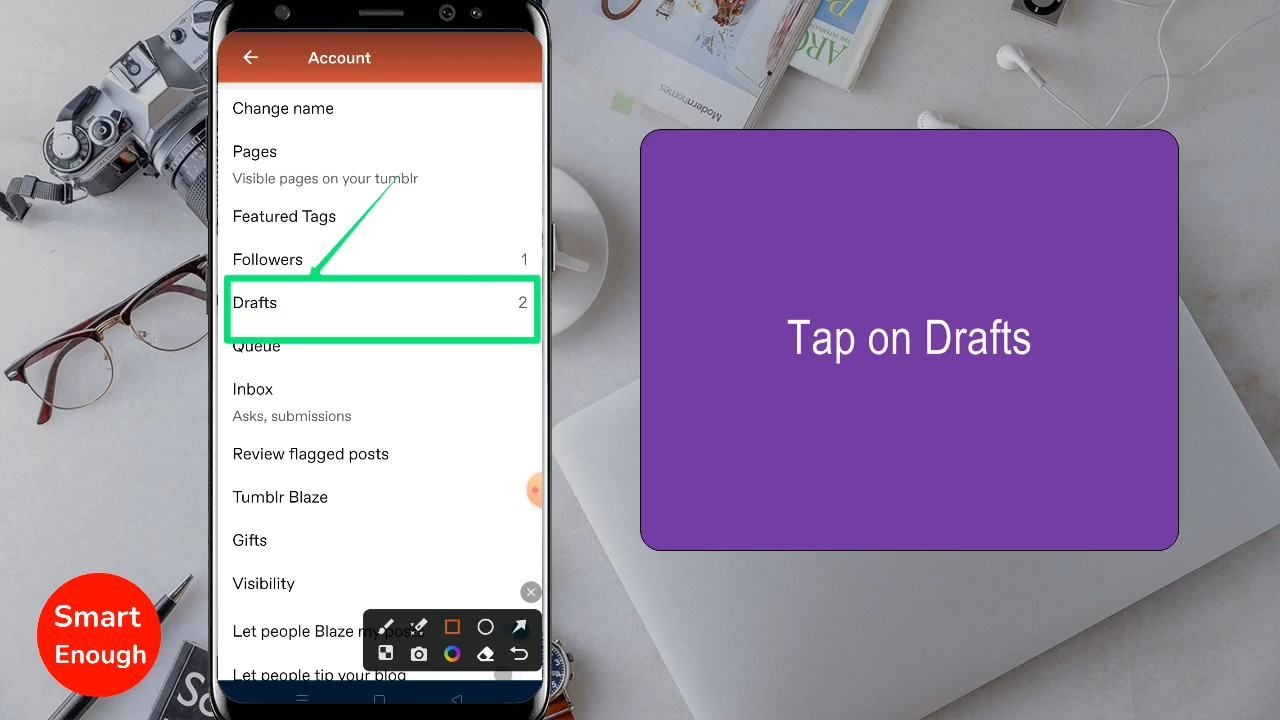 Account
Change name
Pages
Visible pages on your tumblr
Featured Tags
Followers 1
Drafts 2
Queue
Inbox
Asks, submissions
Review flagged posts
Tumblr Blaze
Gifts
Visibility
Let people Blaze my posts
Let people tip your blog
Tap on Drafts
Smart
Enough
Modernhomes